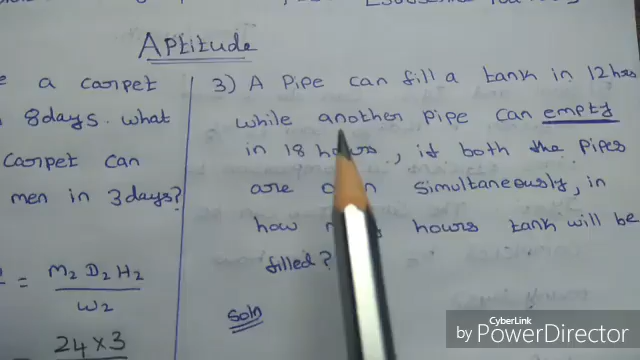 Aptitude
a carpet
8days. what
carpet can
men in 3days?
= M2 D2 H2
W2
24 × 3
3) A Pipe can fill a tank in 12hrs
while another pipe can empty
in 18 hours, if both the pipes
are simultaneously, in
how hours tank will be
filled?
Soln
CyberLink
by PowerDirector